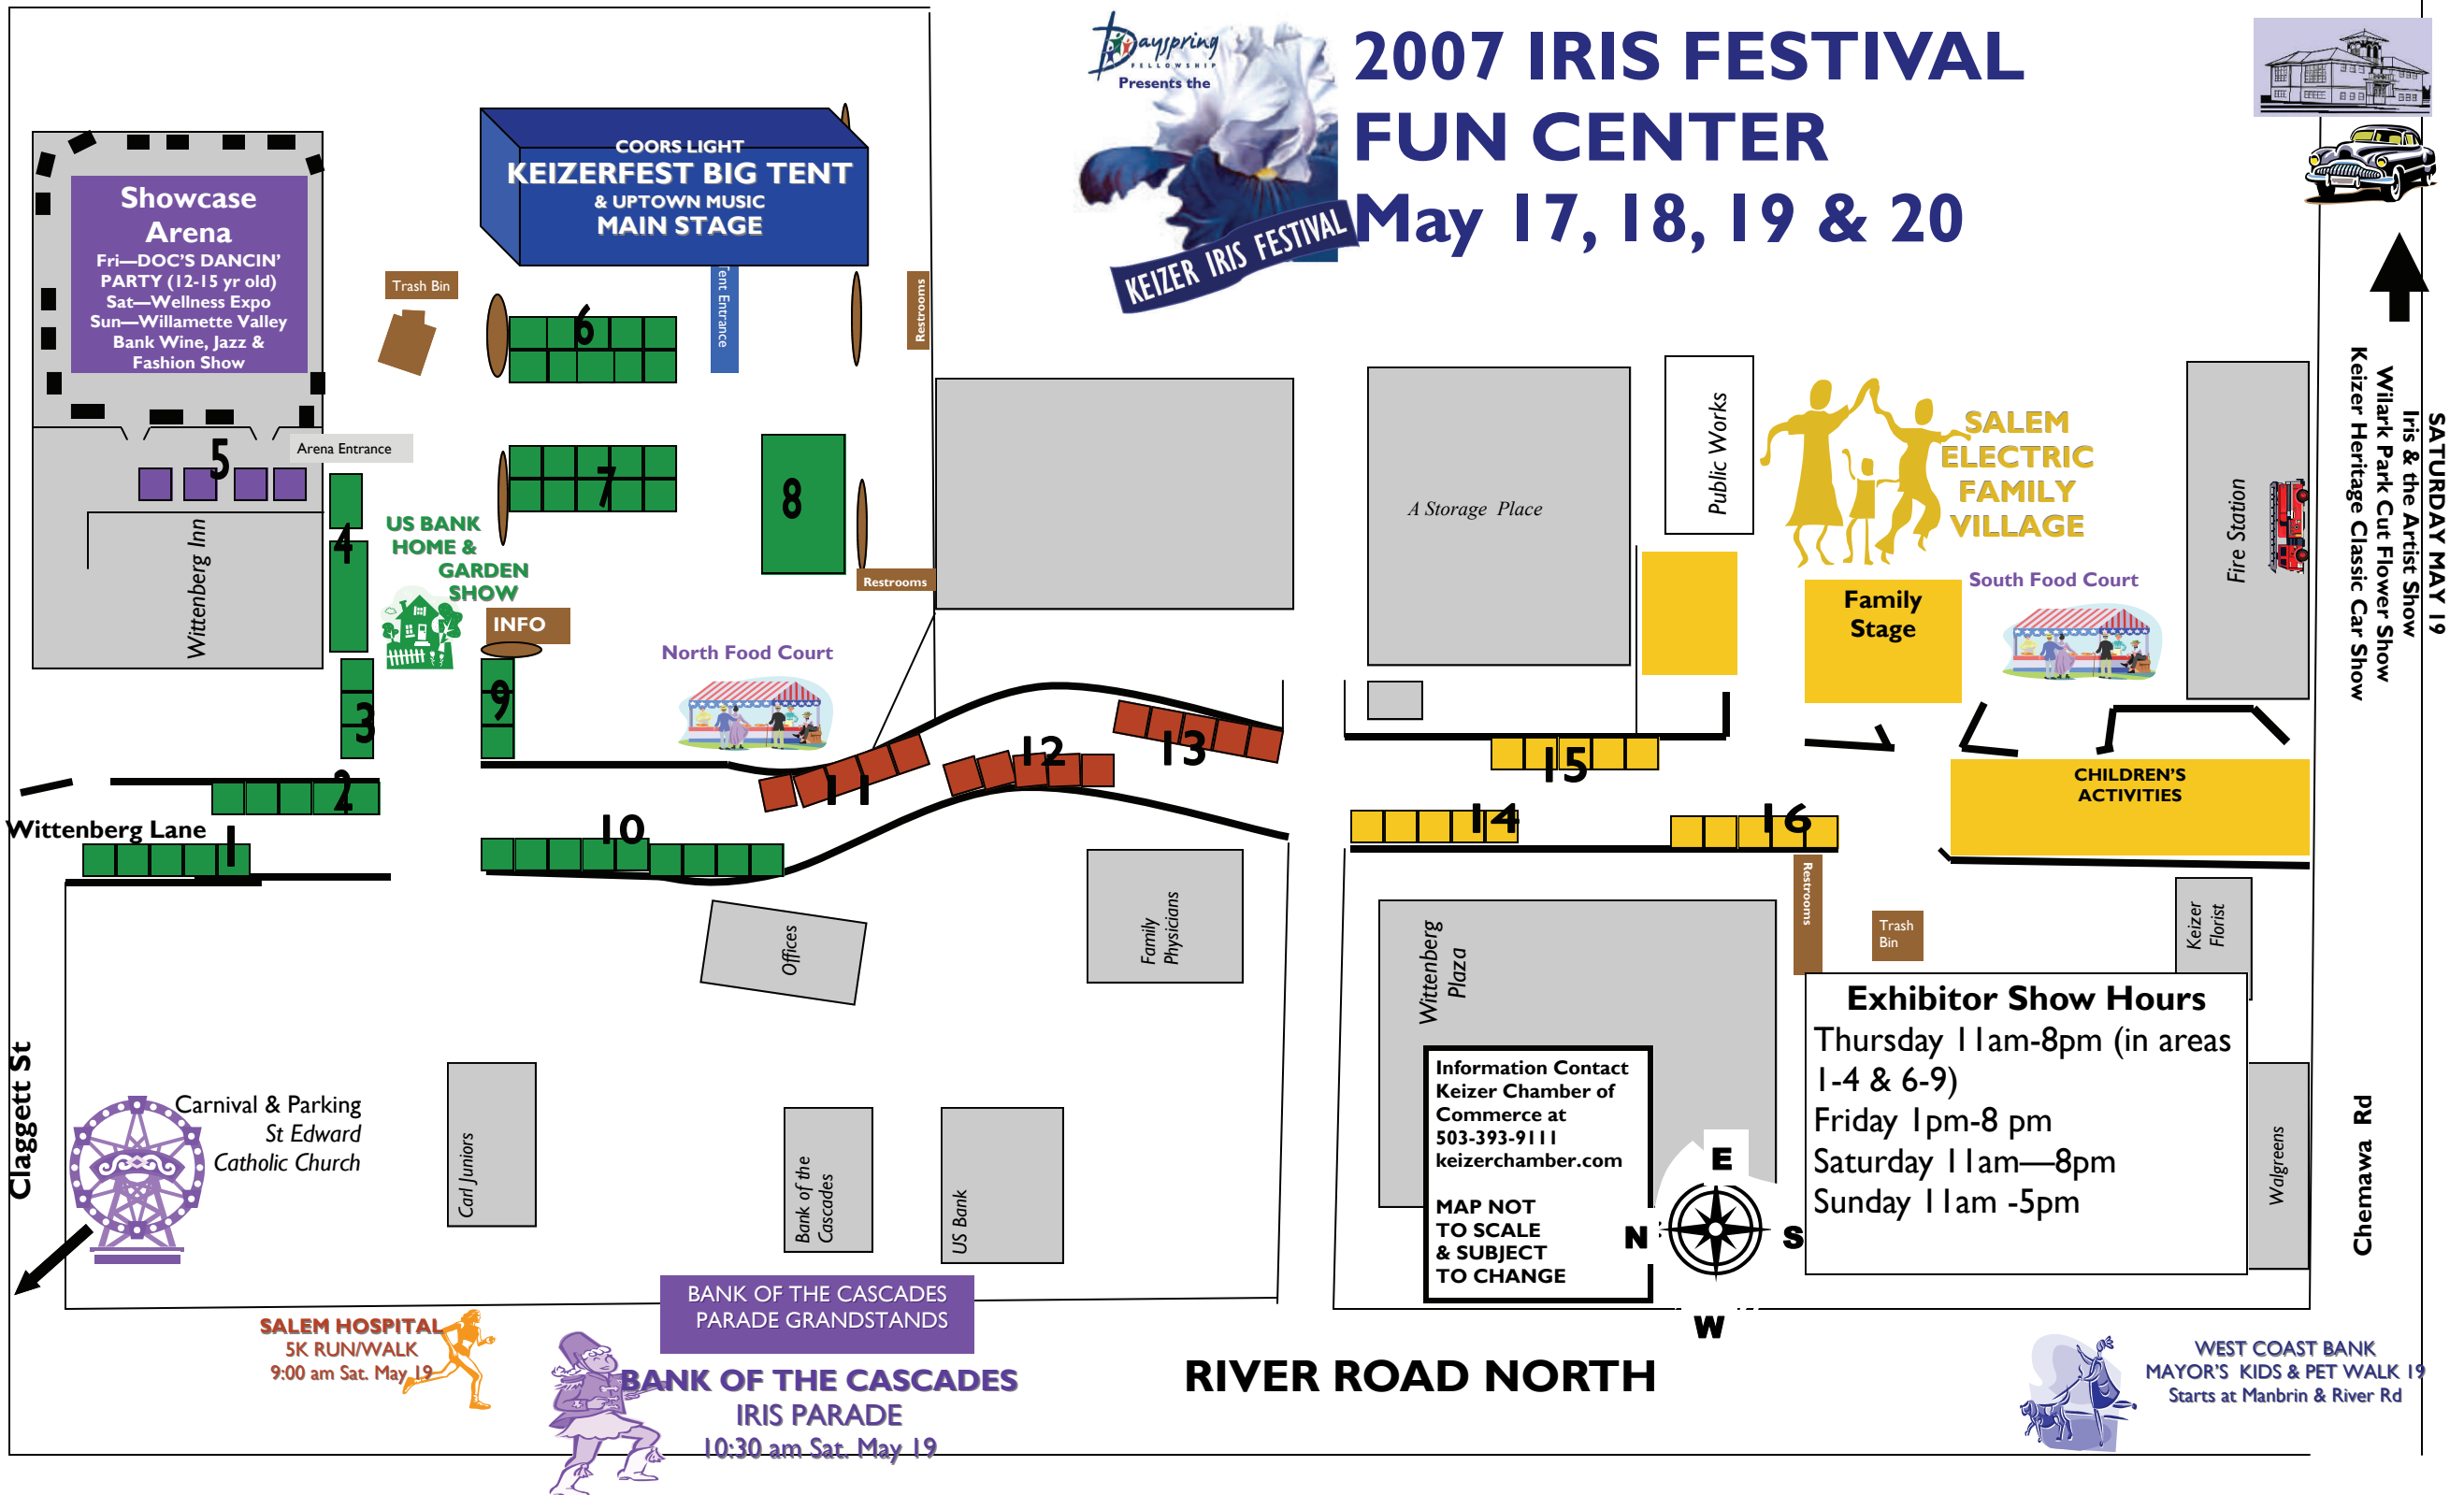 Dayspring
FELLOWSHIP
Presents the
KEIZER IRIS FESTIVAL
2007 IRIS FESTIVAL
FUN CENTER
May 17, 18, 19 & 20
COORS LIGHT
KEIZERFEST BIG TENT
& UPTOWN MUSIC
MAIN STAGE
Showcase
Arena
Fri—DOC'S DANCIN'
PARTY (12-15 yr old)
Sat—Wellness Expo
Sun—Willamette Valley
Bank Wine, Jazz &
Fashion Show
Trash Bin
Tent Entrance
Restrooms
6
5
Arena Entrance
7
8
4
Wittenberg Inn
US BANK
HOME &
GARDEN
SHOW
INFO
Restrooms
North Food Court
3
9
2
Wittenberg Lane
1
10
11
12
13
A Storage Place
Public Works
SALEM
ELECTRIC
FAMILY
VILLAGE
Family
Stage
South Food Court
Fire Station
SATURDAY MAY 19
Iris & the Artist Show
Wilark Park Cut Flower Show
Keizer Heritage Classic Car Show
15
14
16
CHILDREN'S
ACTIVITIES
Offices
Family
Physicians
Wittenberg
Plaza
Restrooms
Trash
Bin
Keizer
Florist
Exhibitor Show Hours
Thursday 11am-8pm (in areas
1-4 & 6-9)
Friday 1pm-8 pm
Saturday 11am—8pm
Sunday 11am -5pm
Information Contact
Keizer Chamber of
Commerce at
503-393-9111
keizerchamber.com
MAP NOT
TO SCALE
& SUBJECT
TO CHANGE
E
N
S
W
Walgreens
Chemawa Rd
Claggett St
Carnival & Parking
St Edward
Catholic Church
Carl Juniors
Bank of the
Cascades
US Bank
BANK OF THE CASCADES
PARADE GRANDSTANDS
SALEM HOSPITAL
5K RUN/WALK
9:00 am Sat. May 19
BANK OF THE CASCADES
IRIS PARADE
10:30 am Sat. May 19
RIVER ROAD NORTH
WEST COAST BANK
MAYOR'S KIDS & PET WALK 19
Starts at Manbrin & River Rd